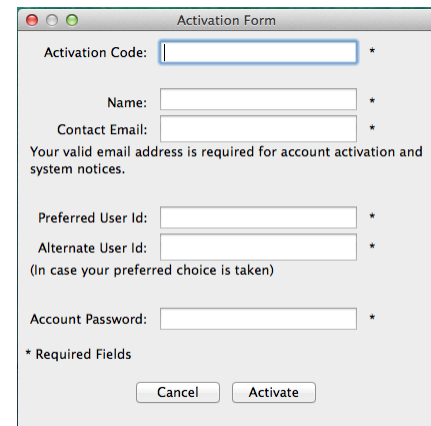 Activation Form
Activation Code: *
Name: *
Contact Email: *
Your valid email address is required for account activation and
system notices.
Preferred User Id: *
Alternate User Id: *
(In case your preferred choice is taken)
Account Password: *
* Required Fields
Cancel Activate